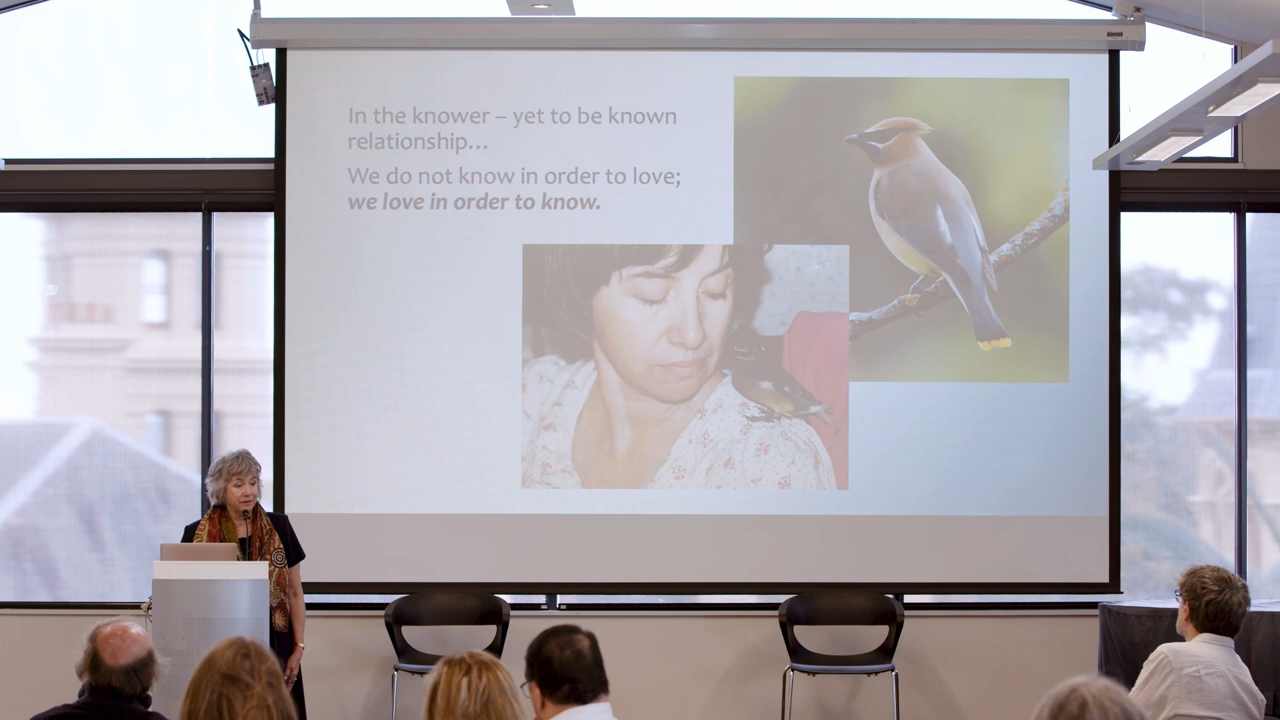 In the knower – yet to be known
relationship…
We do not know in order to love;
we love in order to know.